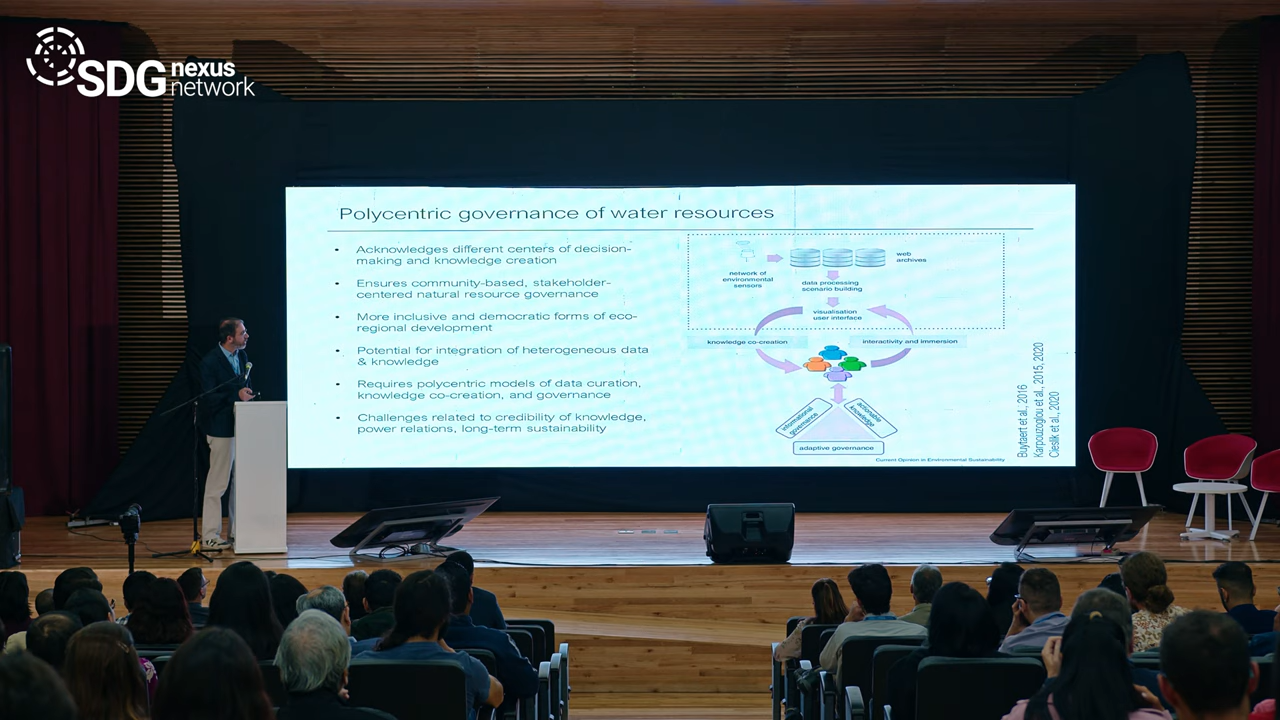 SDG nexus
network
Polycentric governance of water resources
• Acknowledges different centers of decision-
making and knowledge creation
• Ensures community-based, stakeholder-
centered natural resource governance
• More inclusive and democratic forms of eco-
regional development
• Potential for integration of heterogeneous data
& knowledge
• Requires polycentric models of data curation,
knowledge co-creation, and governance
• Challenges related to credibility of knowledge,
power relations, long-term sustainability
network of
environmental
sensors
web
archives
data processing
scenario building
visualisation
user interface
knowledge co-creation
interactivity and immersion
informational
governance
actionable
knowledge
adaptive governance
Current Opinion in Environmental Sustainability
Buytaert et al., 2016
Karpouzoglou et al., 2015, 2020
Cieslik et al., 2020